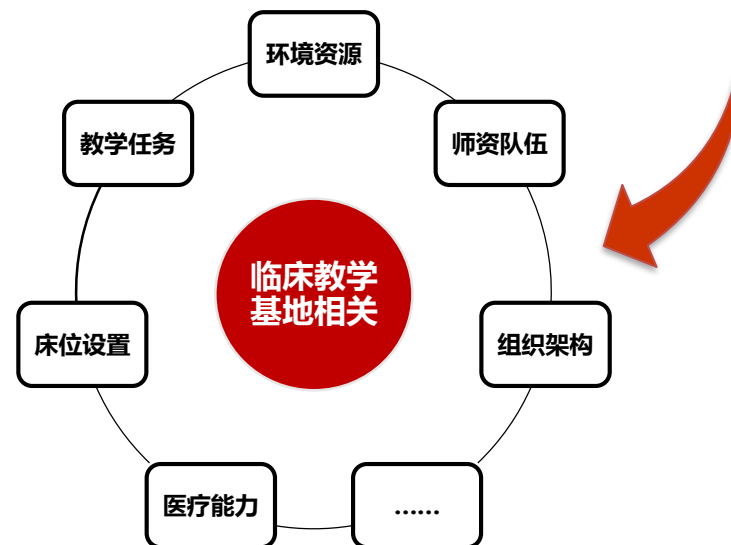 环境资源
教学任务
师资队伍
临床教学
基地相关
床位设置
组织架构
医疗能力
……